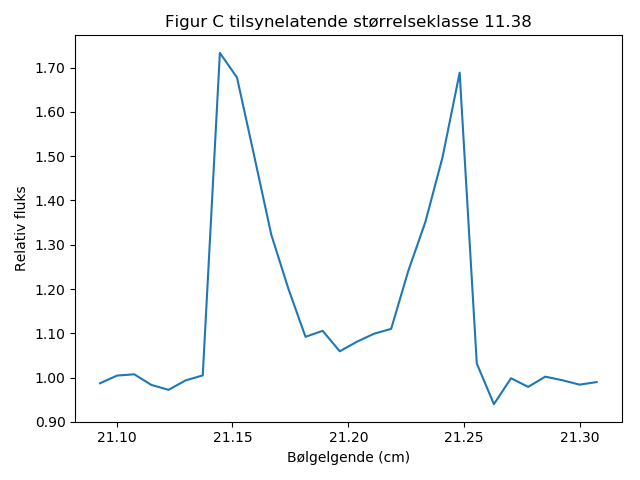 Figur C tilsynelatende størrelseklasse 11.38
1.70
1.60
1.50
1.40
1.30
1.20
1.10
1.00
0.90
Relativ fluks
21.10 21.15 21.20 21.25 21.30
Bølgelgende (cm)